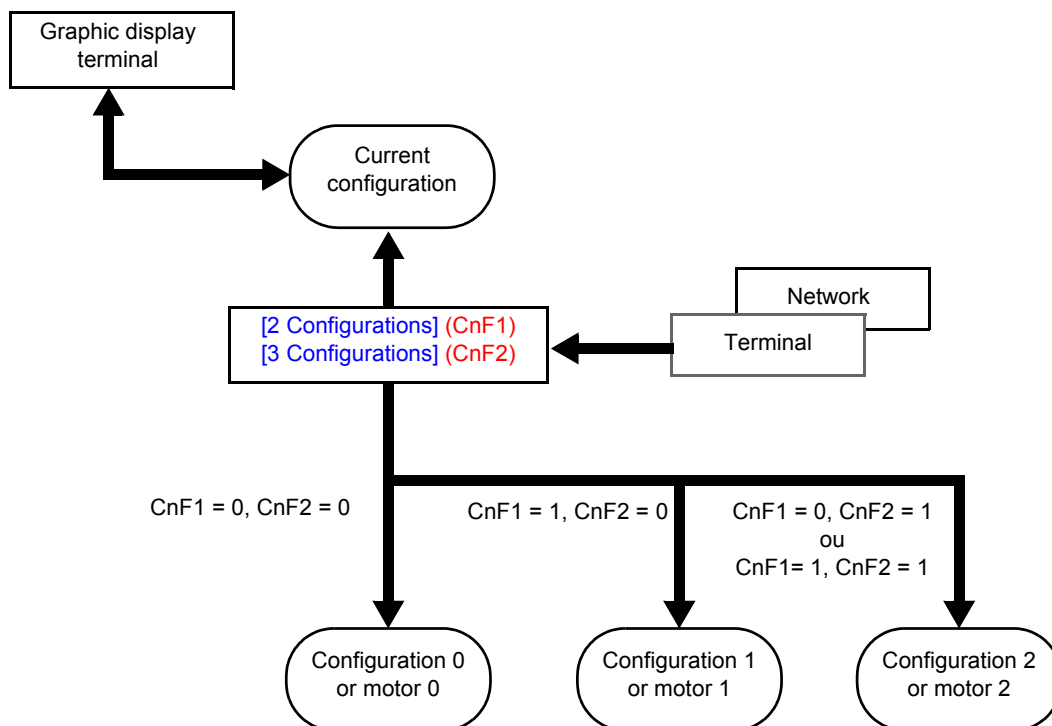 Graphic display
terminal
Current
configuration
Network
Terminal
[2 Configurations] (CnF1)
[3 Configurations] (CnF2)
CnF1 = 0, CnF2 = 0
CnF1 = 1, CnF2 = 0
CnF1 = 0, CnF2 = 1
ou
CnF1= 1, CnF2 = 1
Configuration 0
or motor 0
Configuration 1
or motor 1
Configuration 2
or motor 2